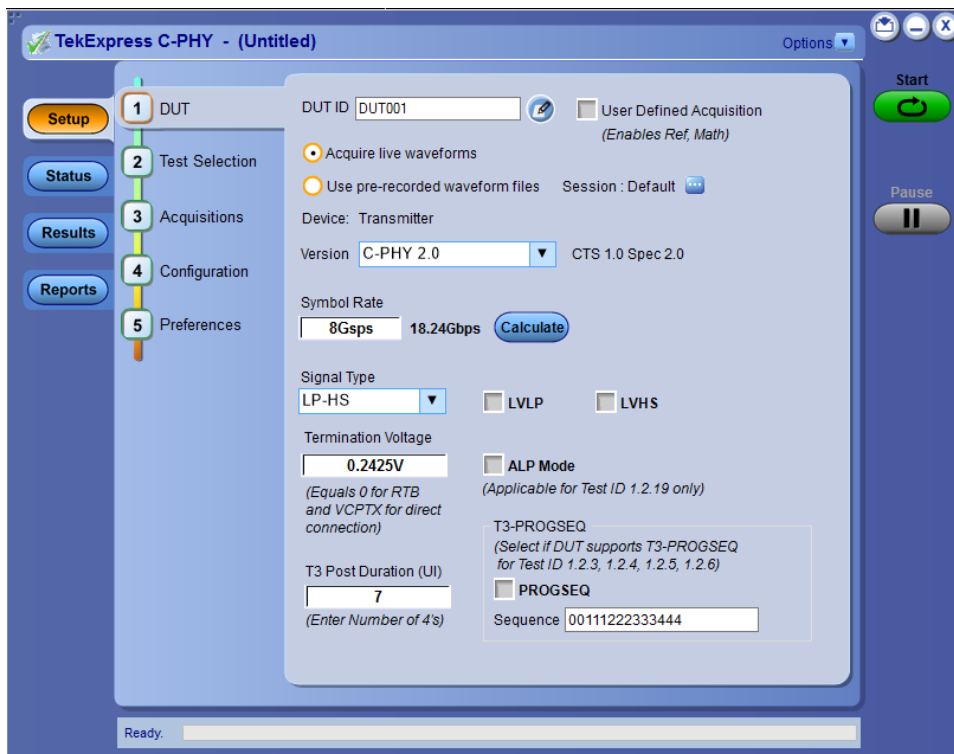 TekExpress C-PHY - (Untitled)
Options
Start
Pause
Setup
Status
Results
Reports
1 DUT
2 Test Selection
3 Acquisitions
4 Configuration
5 Preferences
DUT ID DUT001
User Defined Acquisition
(Enables Ref, Math)
Acquire live waveforms
Use pre-recorded waveform files Session : Default
Device: Transmitter
Version C-PHY 2.0 CTS 1.0 Spec 2.0
Symbol Rate
8Gsps 18.24Gbps Calculate
Signal Type
LP-HS LVLP LVHS
Termination Voltage
0.2425V
(Equals 0 for RTB
and VCPTX for direct
connection)
ALP Mode
(Applicable for Test ID 1.2.19 only)
T3 Post Duration (UI)
7
(Enter Number of 4's)
T3-PROGSEQ
(Select if DUT supports T3-PROGSEQ
for Test ID 1.2.3, 1.2.4, 1.2.5, 1.2.6)
PROGSEQ
Sequence 00111222333444
Ready.